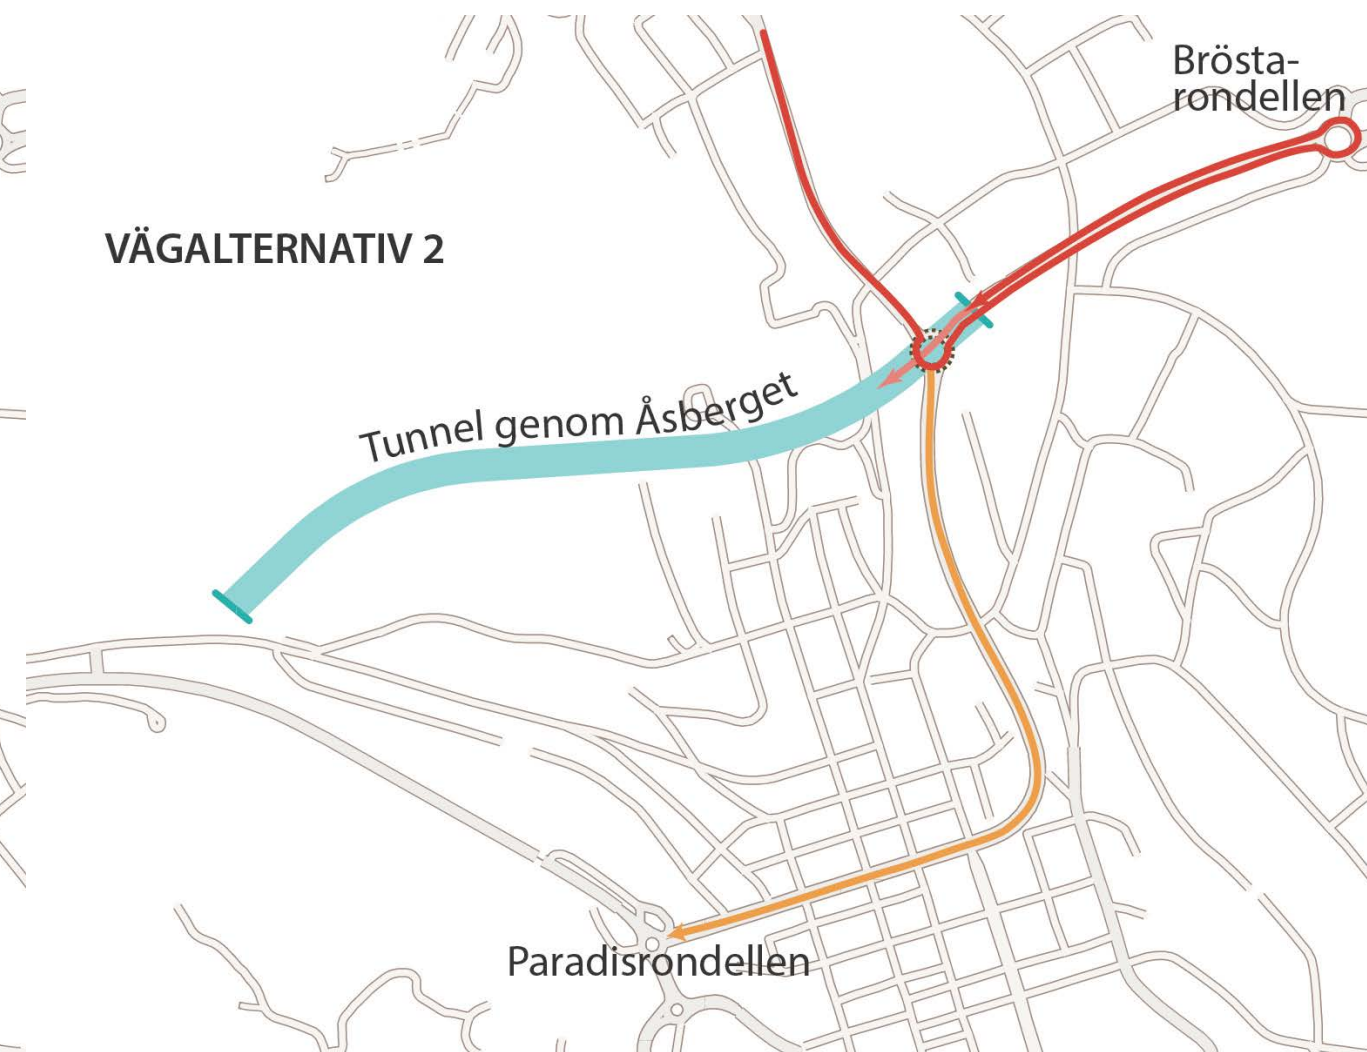 Brösta-
rondellen
VÄGALTERNATIV 2
Tunnel genom Åsberget
Paradisrondellen